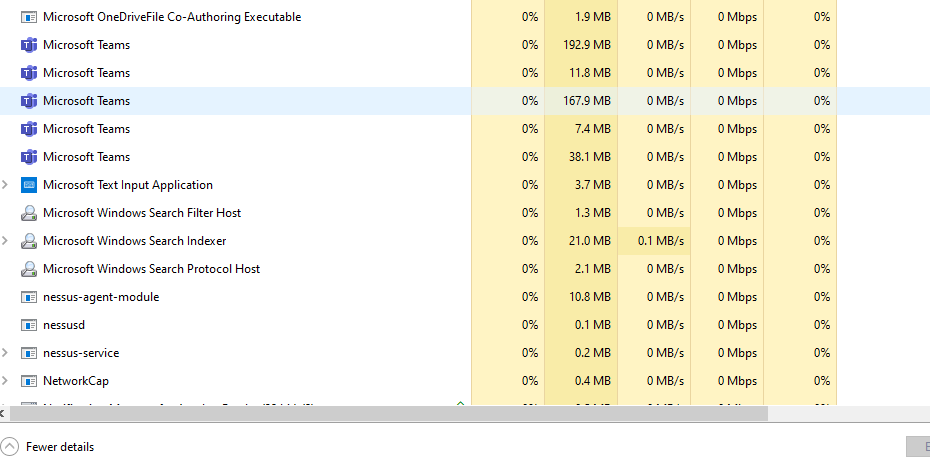 Microsoft OneDriveFile Co-Authoring Executable 0% 1.9 MB 0 MB/s 0 Mbps 0%
Microsoft Teams 0% 192.9 MB 0 MB/s 0 Mbps 0%
Microsoft Teams 0% 11.8 MB 0 MB/s 0 Mbps 0%
Microsoft Teams 0% 167.9 MB 0 MB/s 0 Mbps 0%
Microsoft Teams 0% 7.4 MB 0 MB/s 0 Mbps 0%
Microsoft Teams 0% 38.1 MB 0 MB/s 0 Mbps 0%
Microsoft Text Input Application 0% 3.7 MB 0 MB/s 0 Mbps 0%
Microsoft Windows Search Filter Host 0% 1.3 MB 0 MB/s 0 Mbps 0%
Microsoft Windows Search Indexer 0% 21.0 MB 0.1 MB/s 0 Mbps 0%
Microsoft Windows Search Protocol Host 0% 2.1 MB 0 MB/s 0 Mbps 0%
nessus-agent-module 0% 10.8 MB 0 MB/s 0 Mbps 0%
nessusd 0% 0.1 MB 0 MB/s 0 Mbps 0%
nessus-service 0% 0.2 MB 0 MB/s 0 Mbps 0%
NetworkCap 0% 0.4 MB 0 MB/s 0 Mbps 0%
Fewer details